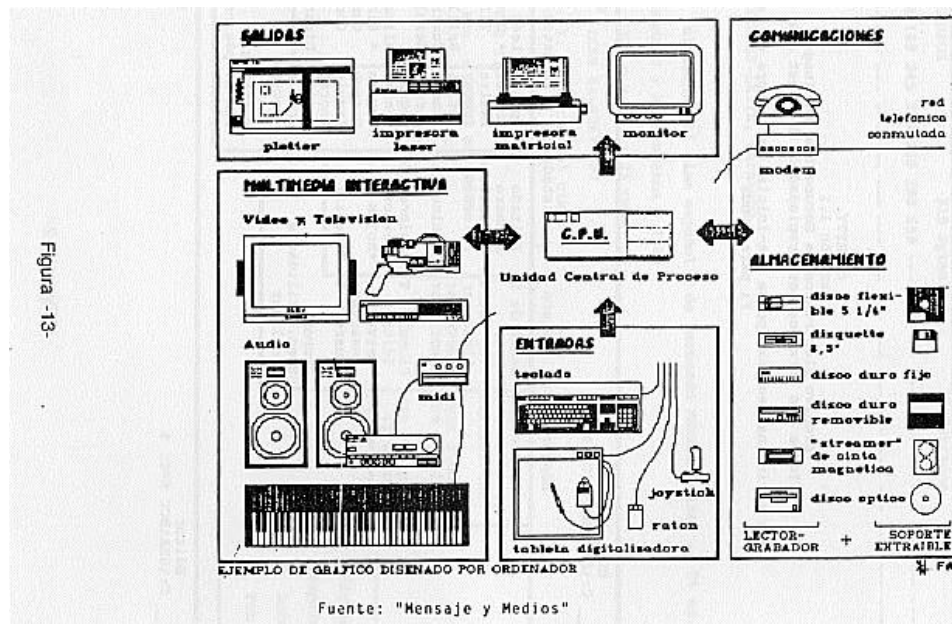 SALIDAS
plotter
impresora
laser
impresora
matricial
monitor
COMUNICACIONES
red
telefonica
conmutada
modem
MULTIMEDIA INTERACTIVA
Video y Television
Audio
midi
C.P.U.
Unidad Central de Proceso
ENTRADAS
teclado
joystick
raton
tableta digitalizadora
ALMACENAMIENTO
disco flexi-
ble 5 1/4"
disquette
3,5"
disco duro fijo
disco duro
removible
"streamer"
de cinta
magnetica
disco optico
LECTOR-
GRABADOR
+
SOPORTE
EXTRAIBLE
EJEMPLO DE GRAFICO DISENADO POR ORDENADOR
Fuente: "Mensaje y Medios"
Figura -13-